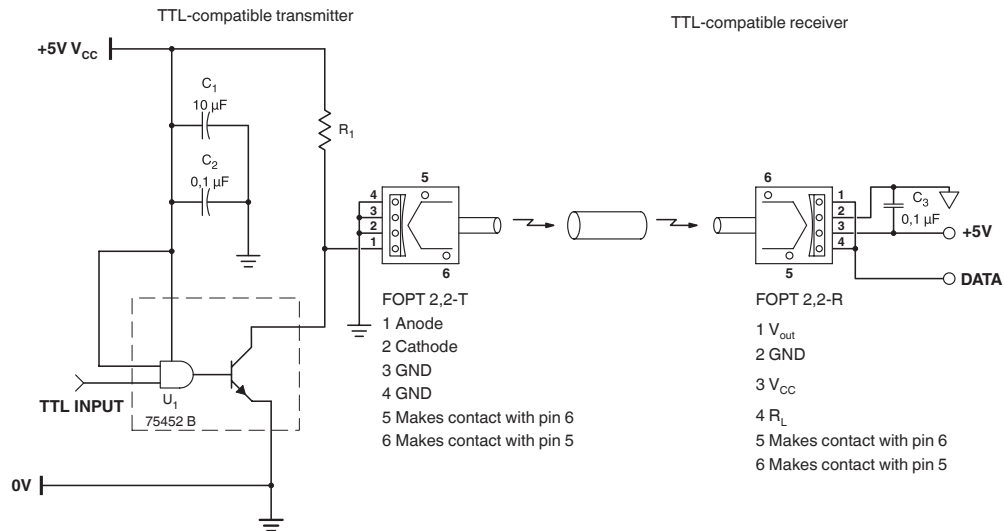 TTL-compatible transmitter
TTL-compatible receiver
+5V V_CC
C_1
10 µF
R_1
C_2
0,1 µF
5
4
3
2
1
6
6
1
2
3
4
5
C_3
0,1 µF
+5V
DATA
FOPT 2,2-T
1 Anode
2 Cathode
3 GND
4 GND
5 Makes contact with pin 6
6 Makes contact with pin 5
FOPT 2,2-R
1 V_out
2 GND
3 V_CC
4 R_L
5 Makes contact with pin 6
6 Makes contact with pin 5
TTL INPUT
U_1
75452 B
0V